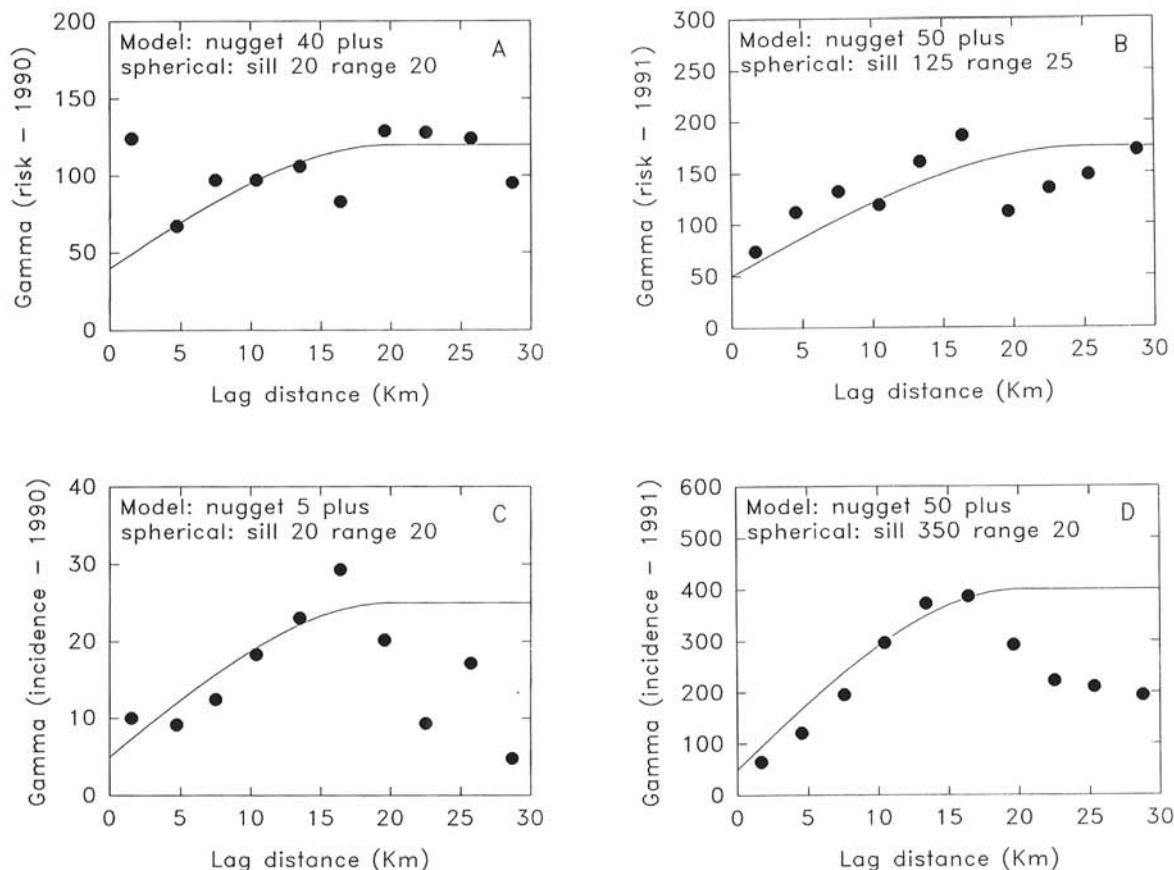 Model: nugget 40 plus
spherical: sill 20 range 20
A
200
150
100
50
0
0 5 10 15 20 25 30
Gamma (risk – 1990)
Lag distance (Km)
Model: nugget 50 plus
spherical: sill 125 range 25
B
300
250
200
150
100
50
0
0 5 10 15 20 25 30
Gamma (risk – 1991)
Lag distance (Km)
Model: nugget 5 plus
spherical: sill 20 range 20
C
40
30
20
10
0
0 5 10 15 20 25 30
Gamma (incidence – 1990)
Lag distance (Km)
Model: nugget 50 plus
spherical: sill 350 range 20
D
600
500
400
300
200
100
0
0 5 10 15 20 25 30
Gamma (incidence – 1991)
Lag distance (Km)